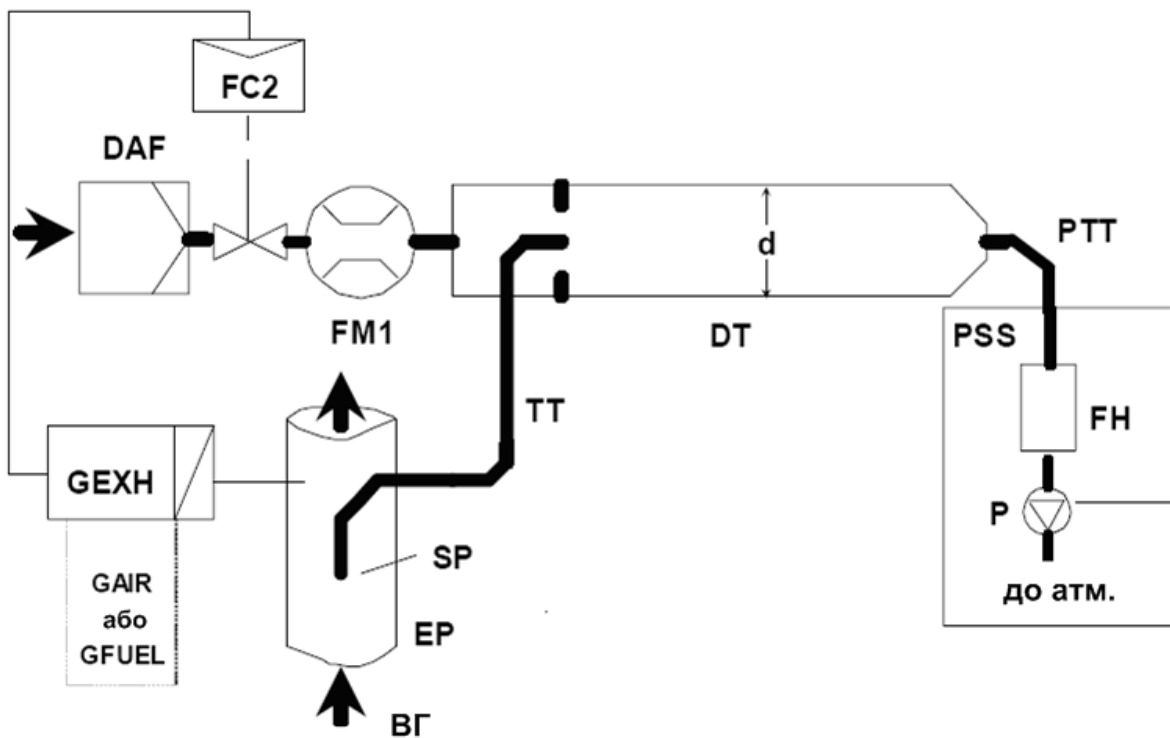 FC2
DAF
d
PTT
FM1
DT
PSS
TT
FH
GEXH
P
SP
GAIR
або
GFUEL
до атм.
EP
ВГ